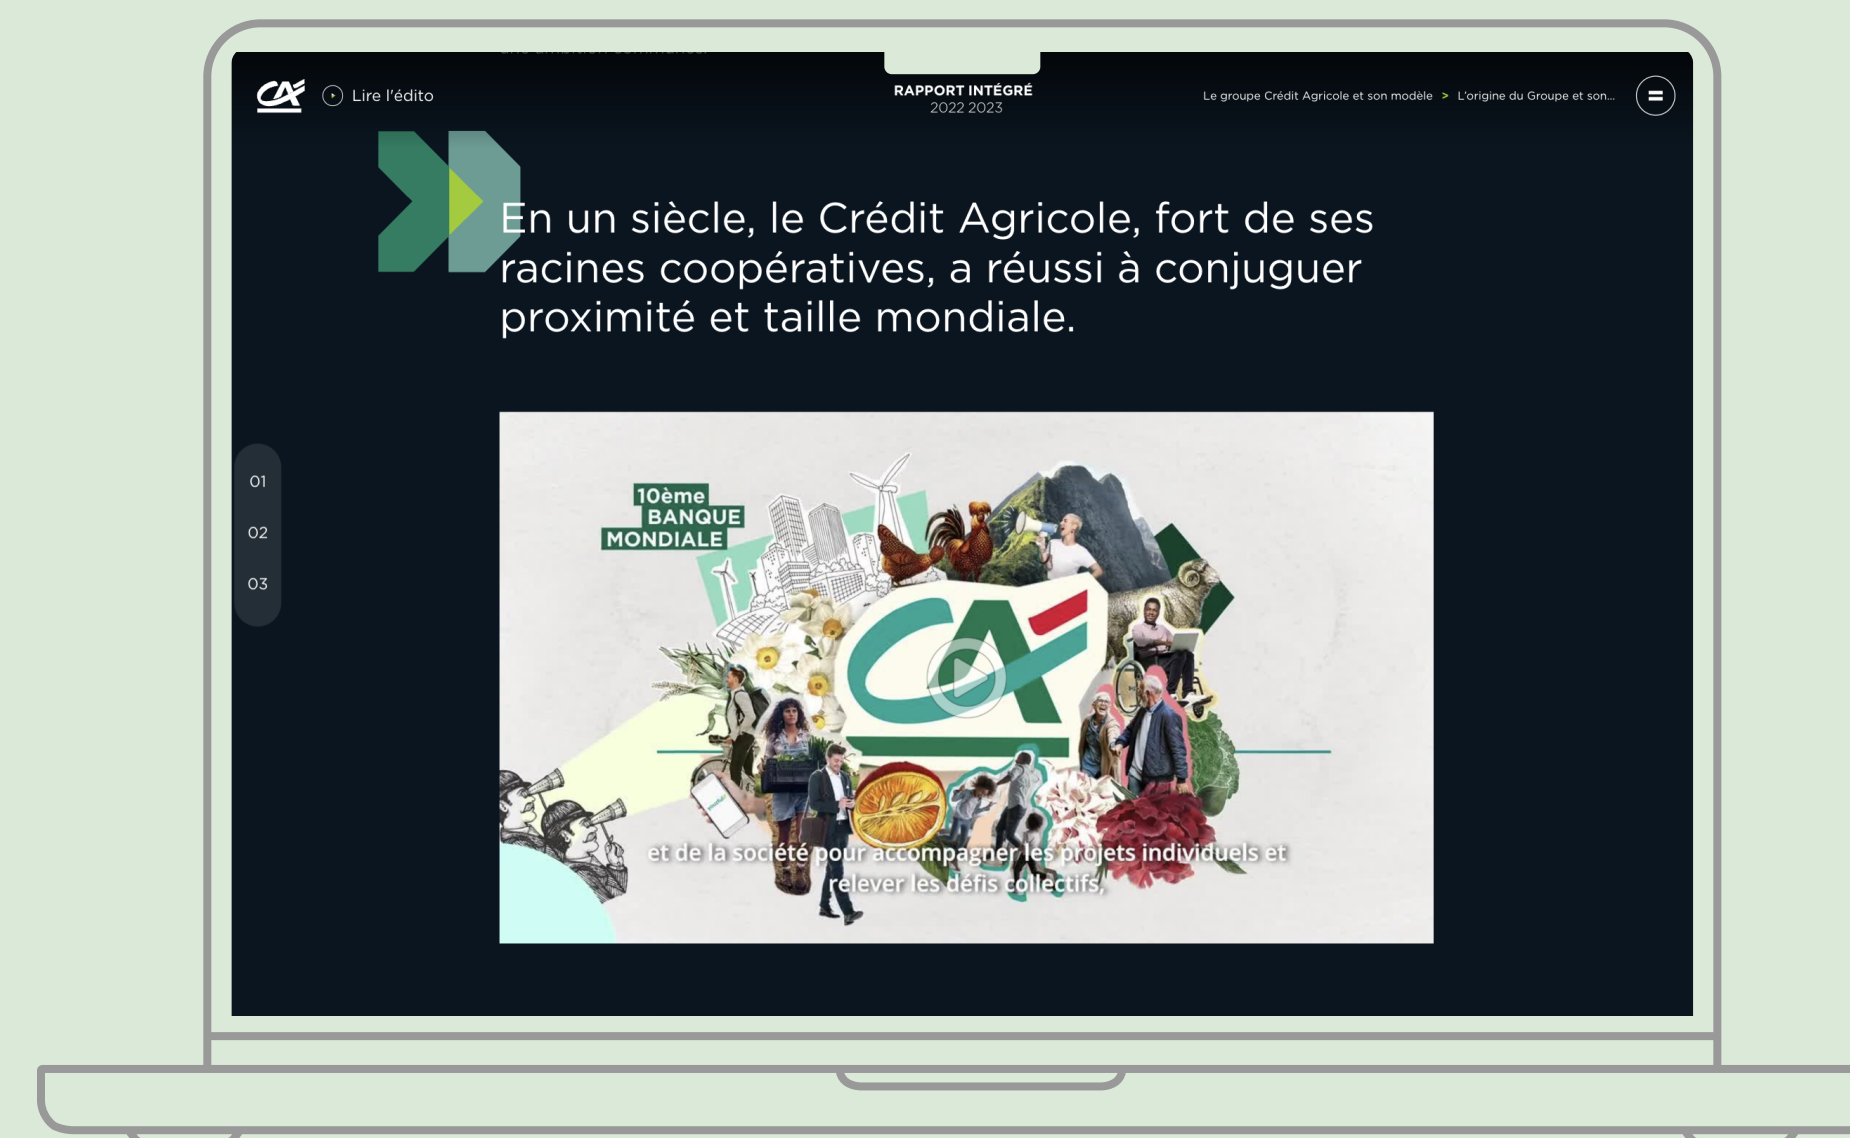 Lire l'édito
RAPPORT INTÉGRÉ
2022 2023
Le groupe Crédit Agricole et son modèle > L'origine du Groupe et son...
En un siècle, le Crédit Agricole, fort de ses
racines coopératives, a réussi à conjuguer
proximité et taille mondiale.
01
02
03
10ème
BANQUE
MONDIALE
CA
et de la société pour accompagner les projets individuels et
relever les défis collectifs,